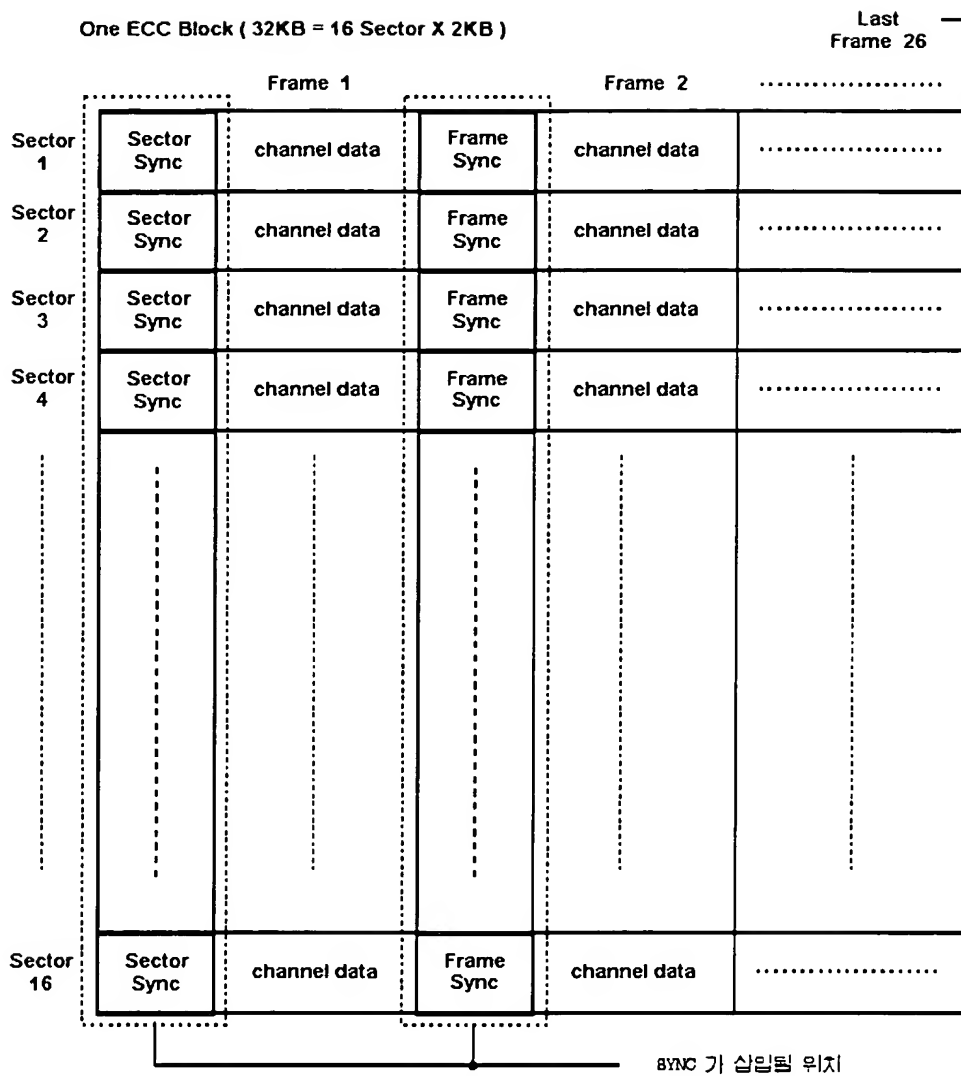 One ECC Block ( 32KB = 16 Sector X 2KB )
Last
Frame 26
Frame 1
Frame 2
Sector
1
Sector
Sync
channel data
Frame
Sync
channel data
Sector
2
Sector
Sync
channel data
Frame
Sync
channel data
Sector
3
Sector
Sync
channel data
Frame
Sync
channel data
Sector
4
Sector
Sync
channel data
Frame
Sync
channel data
Sector
16
Sector
Sync
channel data
Frame
Sync
channel data
SYNC 가 삽입될 위치